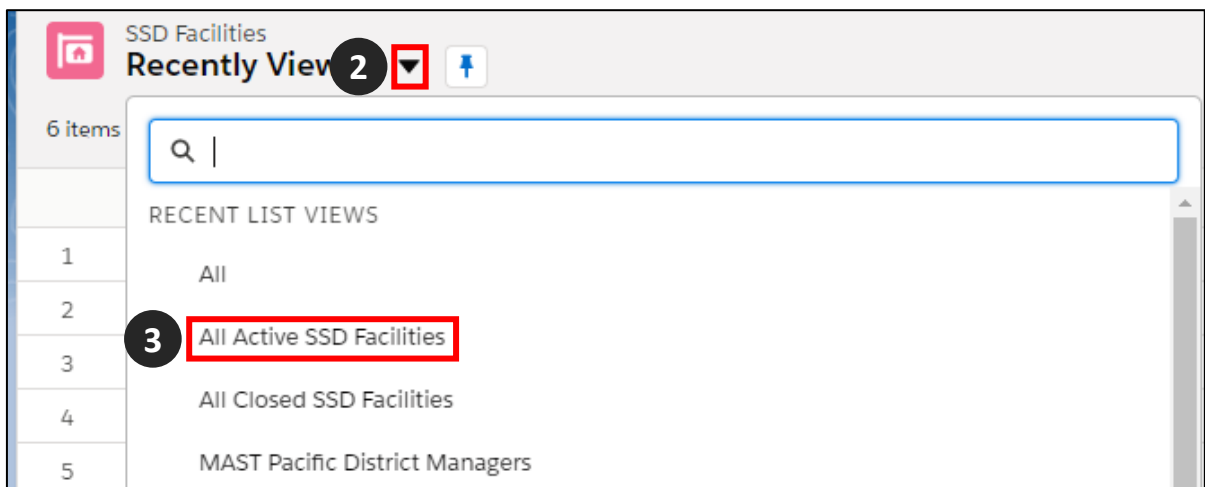 SSD Facilities
Recently View 2
6 items
RECENT LIST VIEWS
1
All
2
3 All Active SSD Facilities
3
All Closed SSD Facilities
4
MAST Pacific District Managers
5